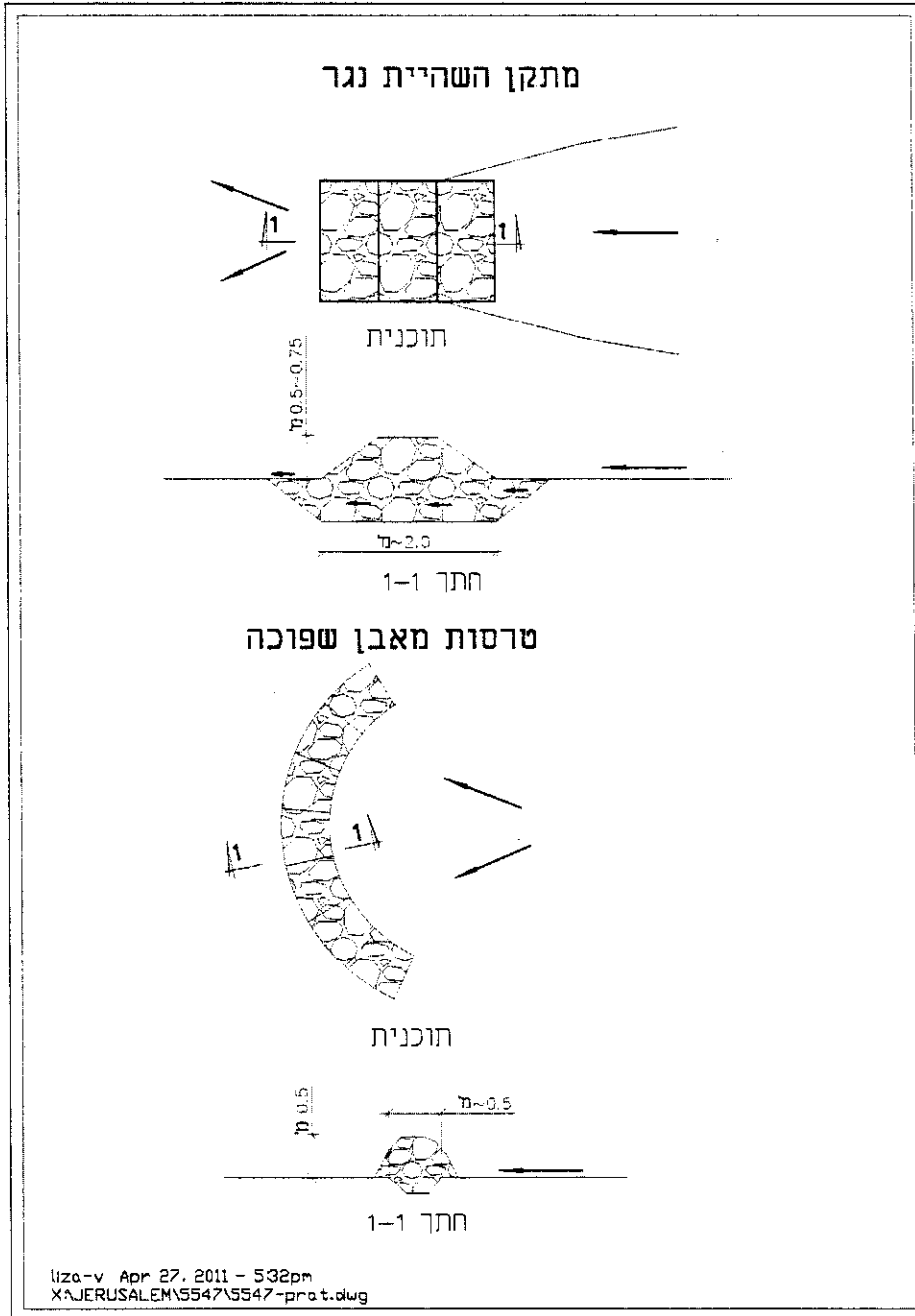 מתקן השהיית נגר
1 1
תוכנית
0.5~0.75 מ'
~2.0 מ'
חתך 1-1
טרסות מאבן שפוכה
1 1
תוכנית
0.5 מ'
~0.5 מ'
חתך 1-1
liza-v Apr 27, 2011 - 5:32pm
X:\JERUSALEM\5547\5547-prat.dwg